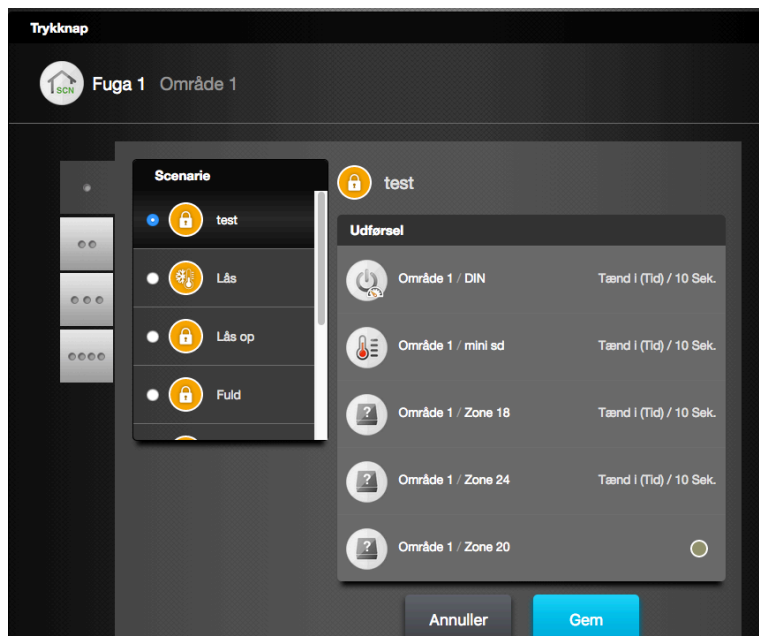 Trykknap
SCN
Fuga 1 Område 1
Scenarie
test
Lås
Lås op
Fuld
test
Udførsel
Område 1 / DIN Tænd i (Tid) / 10 Sek.
Område 1 / mini sd Tænd i (Tid) / 10 Sek.
? Område 1 / Zone 18 Tænd i (Tid) / 10 Sek.
? Område 1 / Zone 24 Tænd i (Tid) / 10 Sek.
? Område 1 / Zone 20
Annuller Gem